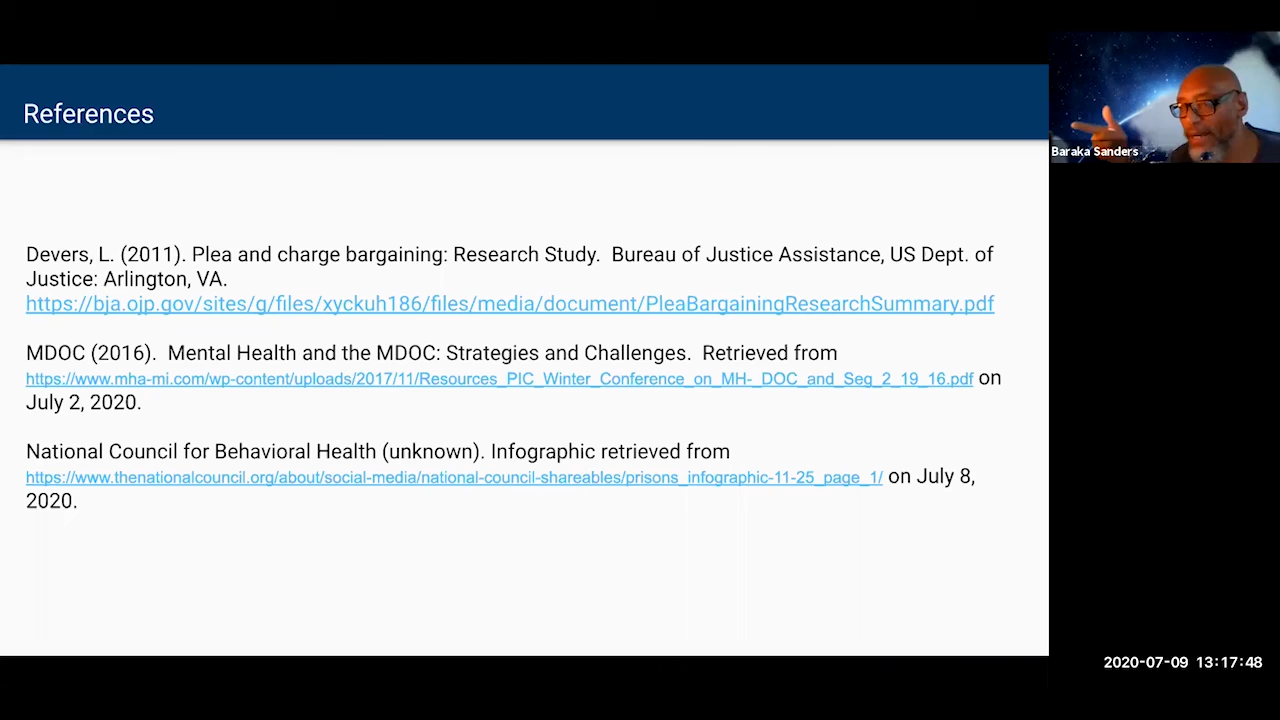 References
Baraka Sanders
Devers, L. (2011). Plea and charge bargaining: Research Study.  Bureau of Justice Assistance, US Dept. of
Justice: Arlington, VA.
https://bja.ojp.gov/sites/g/files/xyckuh186/files/media/document/PleaBargainingResearchSummary.pdf
MDOC (2016).  Mental Health and the MDOC: Strategies and Challenges.  Retrieved from
https://www.mha-mi.com/wp-content/uploads/2017/11/Resources_PIC_Winter_Conference_on_MH-_DOC_and_Seg_2_19_16.pdf on
July 2, 2020.
National Council for Behavioral Health (unknown). Infographic retrieved from
https://www.thenationalcouncil.org/about/social-media/national-council-shareables/prisons_infographic-11-25_page_1/ on July 8,
2020.
2020-07-09 13:17:48